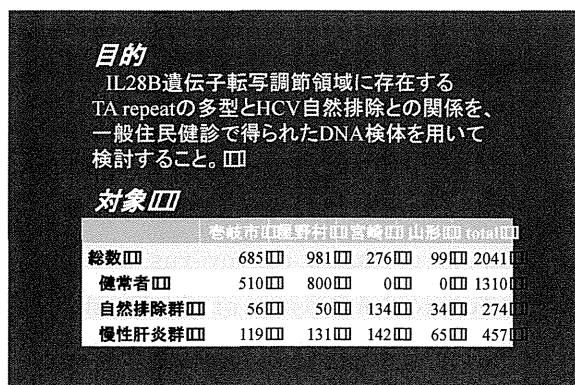 目的
IL28B遺伝子転写調節領域に存在する
TA repeatの多型とHCV自然排除との関係を、
一般住民健診で得られたDNA検体を用いて
検討すること。
対象
壱岐市 星野村 宮崎 山形 total
総数 685 981 276 99 2041
健常者 510 800 0 0 1310
自然排除群 56 50 134 34 274
慢性肝炎群 119 131 142 65 457